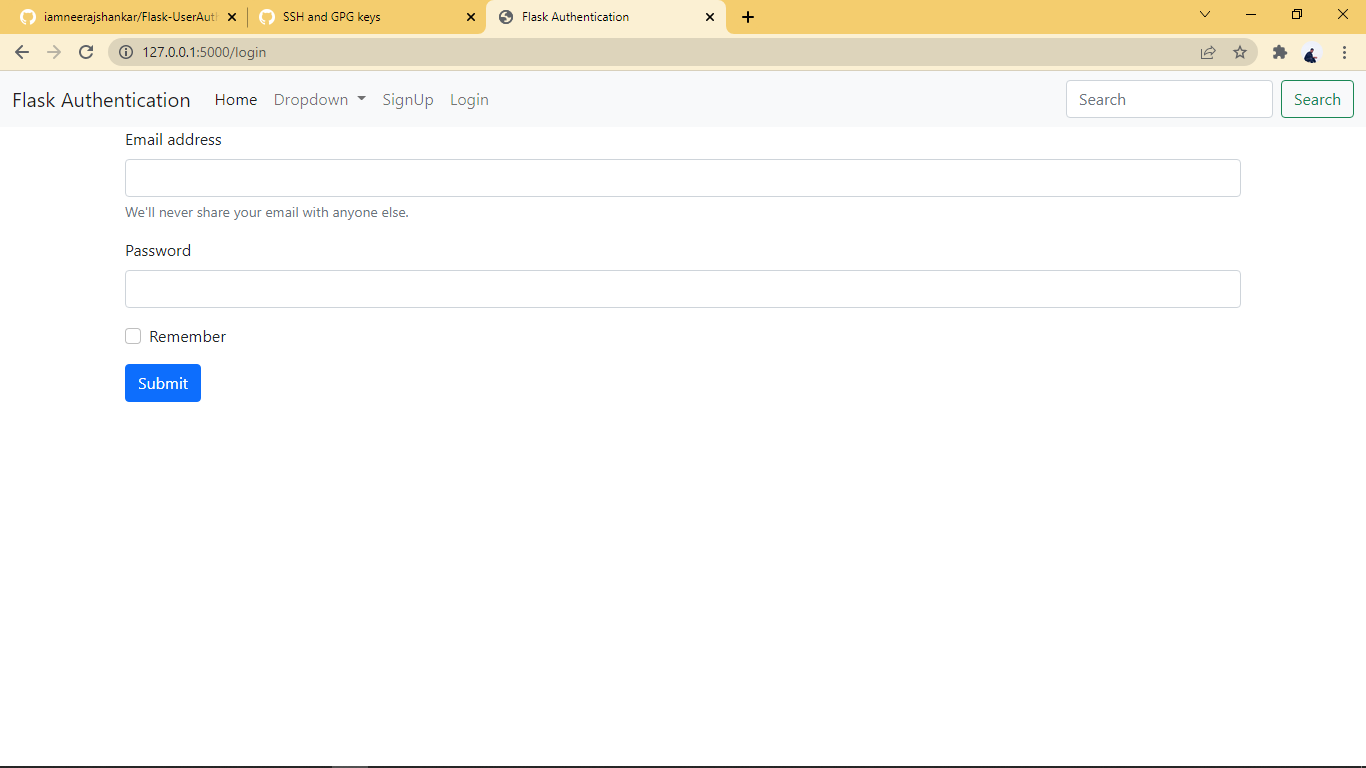 iamneerajshankar/Flask-UserAut
SSH and GPG keys
Flask Authentication
127.0.0.1:5000/login
Flask Authentication Home Dropdown SignUp Login Search Search
Email address
We'll never share your email with anyone else.
Password
Remember
Submit